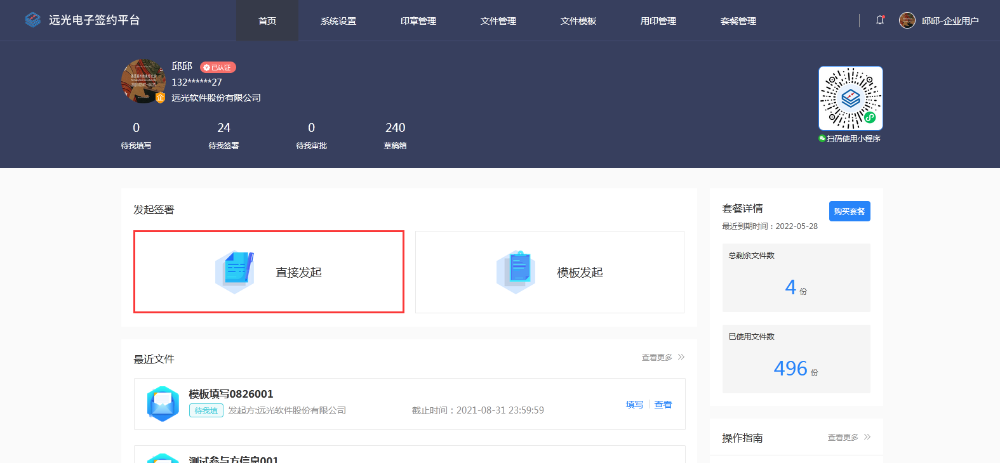 远光电子签约平台
首页 系统设置 印章管理 文件管理 文件模板 用印管理 套餐管理
邱邱-企业用户
邱邱 已认证
132******27
企 远光软件股份有限公司
0 24 0 240
待我填写 待我签署 待我审批 草稿箱
扫码使用小程序
发起签署
直接发起 模板发起
套餐详情 购买套餐
最近到期时间：2022-05-28
总剩余文件数
4 份
已使用文件数
496 份
最近文件 查看更多
模板填写0826001
待我填 发起方:远光软件股份有限公司 截止时间：2021-08-31 23:59:59 填写 查看
测试参与方信息001
操作指南 查看更多